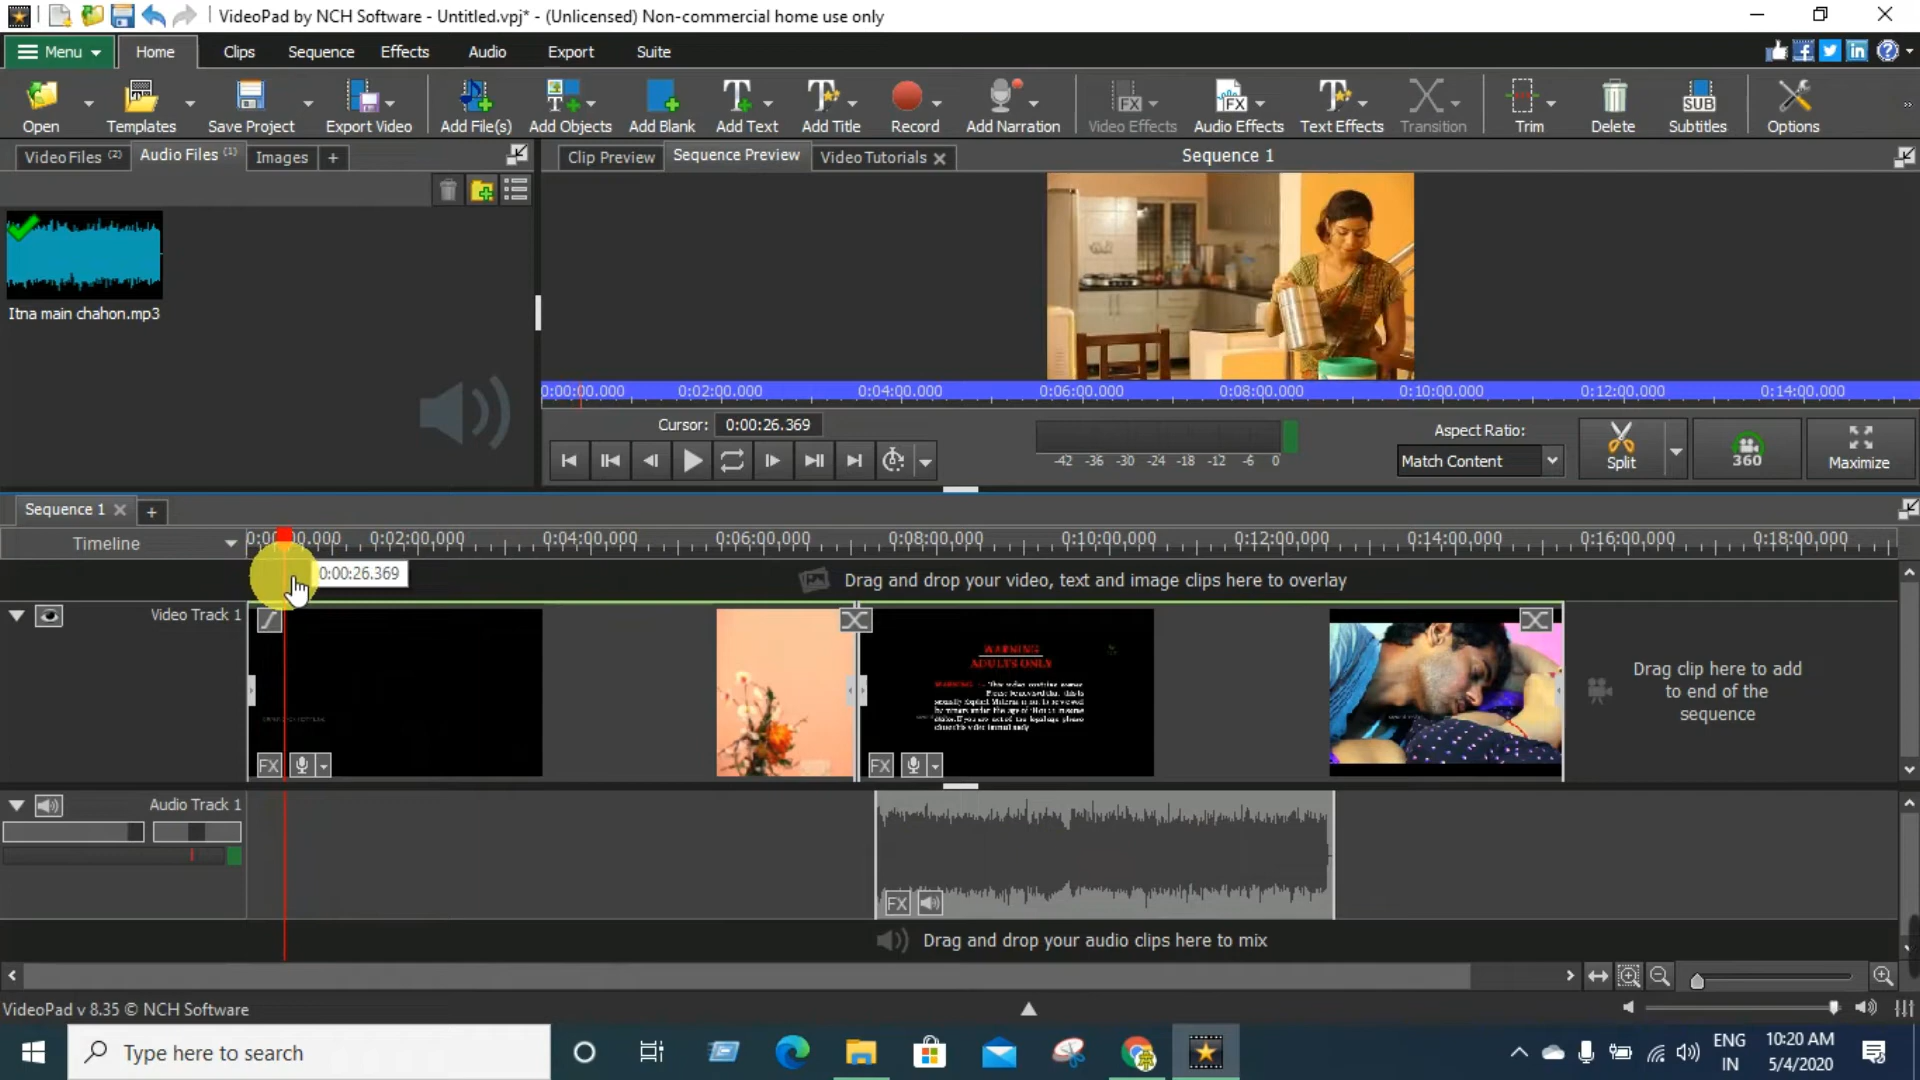 VideoPad by NCH Software - Untitled.vpj* - (Unlicensed) Non-commercial home use only
Menu Home Clips Sequence Effects Audio Export Suite
Open Templates Save Project Export Video Add File(s) Add Objects Add Blank Add Text Add Title Record Add Narration Video Effects Audio Effects Text Effects Transition Trim Delete Subtitles Options
Video Files (2) Audio Files (1) Images + Clip Preview Sequence Preview Video Tutorials Sequence 1
Itna main chahon.mp3
0:00:00.000 0:02:00.000 0:04:00.000 0:06:00.000 0:08:00.000 0:10:00.000 0:12:00.000 0:14:00.000
Cursor: 0:00:26.369
-42 -36 -30 -24 -18 -12 -6 0
Aspect Ratio:
Match Content
Split 360 Maximize
Sequence 1 +
Timeline 0:02:00.000 0:04:00.000 0:06:00.000 0:08:00.000 0:10:00.000 0:12:00.000 0:14:00.000 0:16:00.000 0:18:00.000
0:00:26.369
Drag and drop your video, text and image clips here to overlay
Video Track 1
WARNING
ADULTS ONLY
Drag clip here to add
to end of the
sequence
FX FX
Audio Track 1
FX
Drag and drop your audio clips here to mix
VideoPad v 8.35 © NCH Software
Type here to search
ENG
IN
10:20 AM
5/4/2020